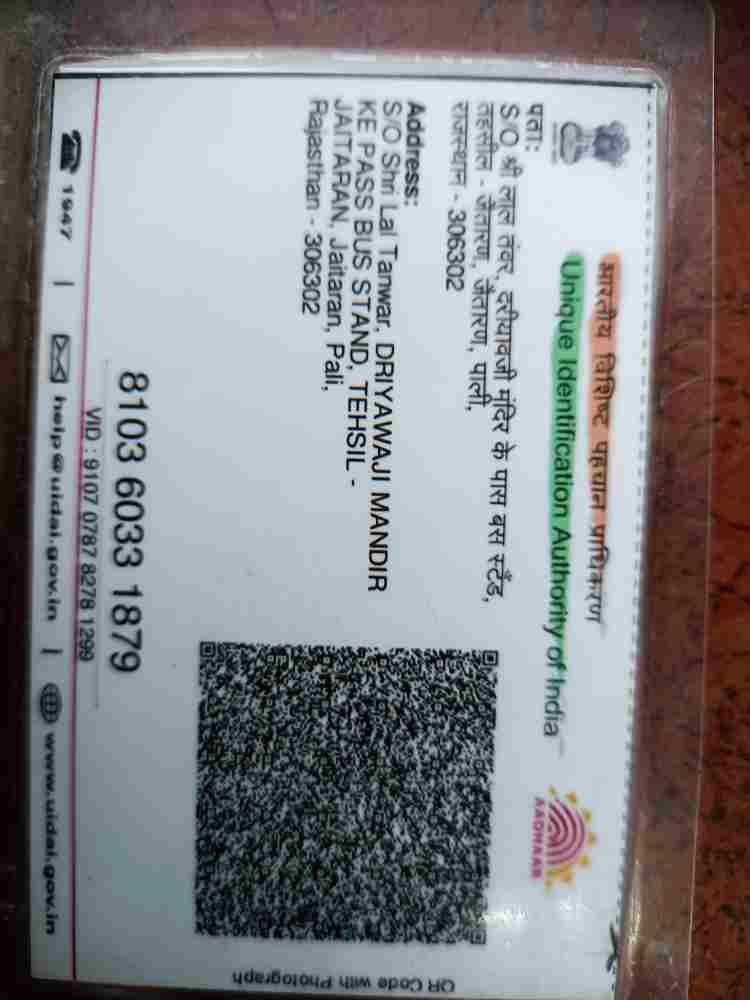 भारतीय विशिष्ट पहचान प्राधिकरण
Unique Identification Authority of India
AADHAAR
पता:
S/O श्री लाल तंवर, दरीयावजी मंदिर के पास बस स्टैंड,
तहसील - जैतारण, जैतारण, पाली,
राजस्थान - 306302
Address:
S/O Shri Lal Tanwar, DRIYAWAJI MANDIR
KE PASS BUS STAND, TEHSIL -
JAITARAN, Jaitaran, Pali,
Rajasthan - 306302
QR Code with Photograph
8103 6033 1879
VID : 9107 0787 8278 1299
1947 | help@uidai.gov.in | www.uidai.gov.in